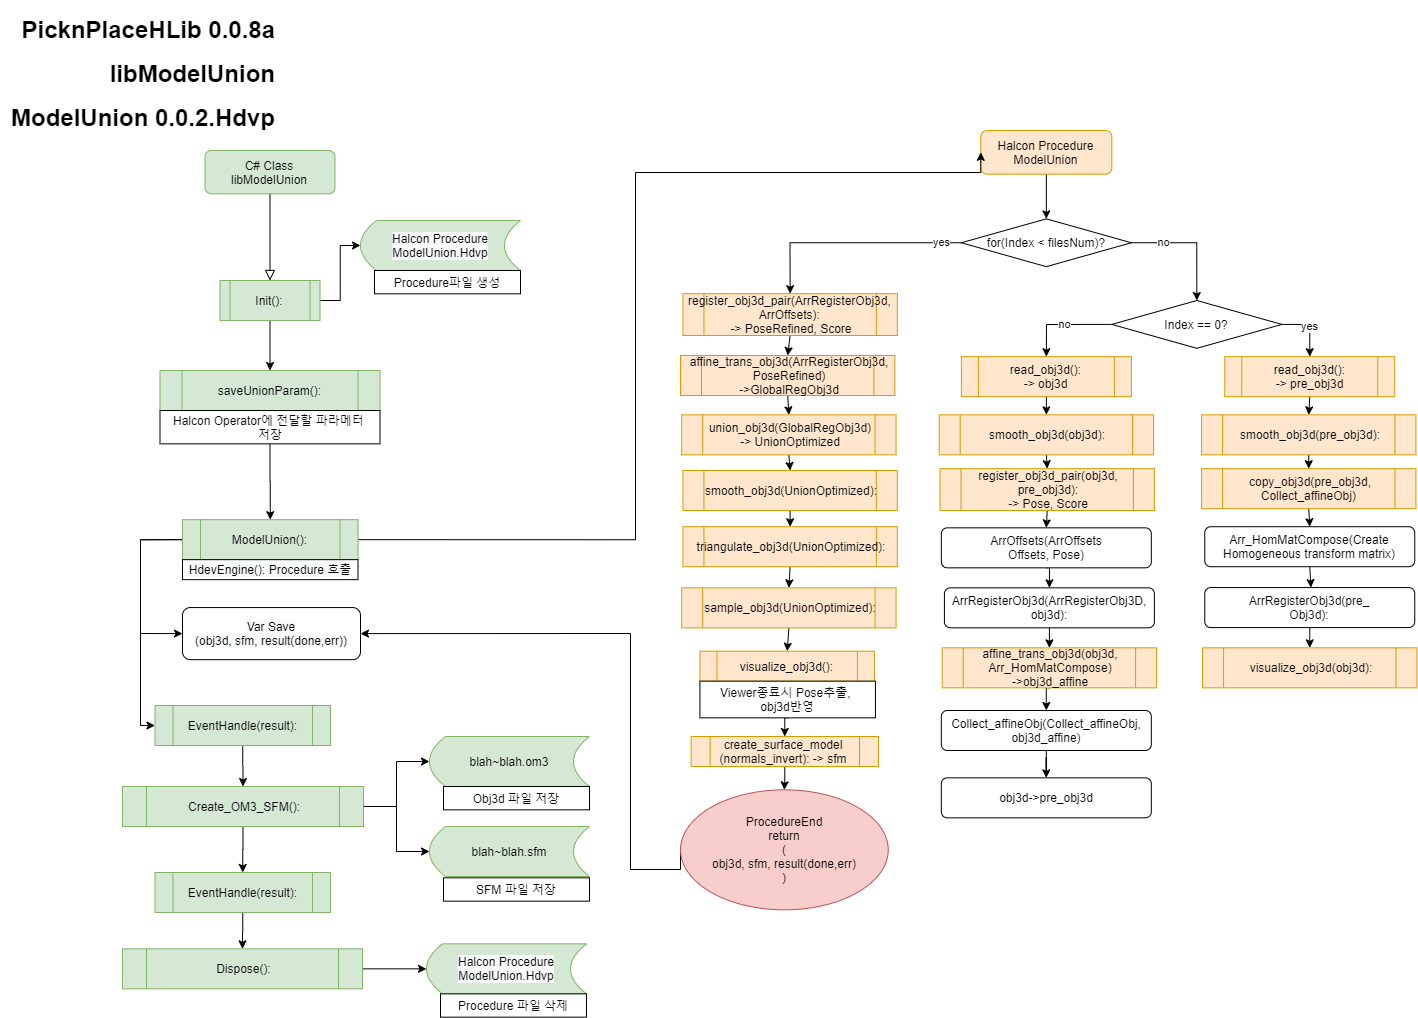 PicknPlaceHLib 0.0.8a
libModelUnion
ModelUnion 0.0.2.Hdvp
C# Class
libModelUnion
Halcon Procedure
ModelUnion.Hdvp
Procedure파일 생성
Init():
saveUnionParam():
Halcon Operator에 전달할 파라메터
저장
ModelUnion():
HdevEngine(): Procedure 호출
Var Save
(obj3d, sfm, result(done,err))
EventHandle(result):
Create_OM3_SFM():
blah~blah.om3
Obj3d 파일 저장
blah~blah.sfm
SFM 파일 저장
EventHandle(result):
Dispose():
Halcon Procedure
ModelUnion.Hdvp
Procedure 파일 삭제
Halcon Procedure
ModelUnion
for(Index < filesNum)?
yes
no
register_obj3d_pair(ArrRegisterObj3d,
ArrOffsets):
-> PoseRefined, Score
affine_trans_obj3d(ArrRegisterObj3d,
PoseRefined)
->GlobalRegObj3d
union_obj3d(GlobalRegObj3d)
-> UnionOptimized
smooth_obj3d(UnionOptimized):
triangulate_obj3d(UnionOptimized):
sample_obj3d(UnionOptimized):
visualize_obj3d():
Viewer종료시 Pose추출,
obj3d반영
create_surface_model
(normals_invert): -> sfm
ProcedureEnd
return
(
obj3d, sfm, result(done,err)
)
Index == 0?
no
yes
read_obj3d():
-> obj3d
smooth_obj3d(obj3d):
register_obj3d_pair(obj3d,
pre_obj3d):
-> Pose, Score
ArrOffsets(ArrOffsets
Offsets, Pose)
ArrRegisterObj3d(ArrRegisterObj3D,
obj3d):
affine_trans_obj3d(obj3d,
Arr_HomMatCompose)
->obj3d_affine
Collect_affineObj(Collect_affineObj,
obj3d_affine)
obj3d->pre_obj3d
read_obj3d():
-> pre_obj3d
smooth_obj3d(pre_obj3d):
copy_obj3d(pre_obj3d,
Collect_affineObj)
Arr_HomMatCompose(Create
Homogeneous transform matrix)
ArrRegisterObj3d(pre_
Obj3d):
visualize_obj3d(obj3d):